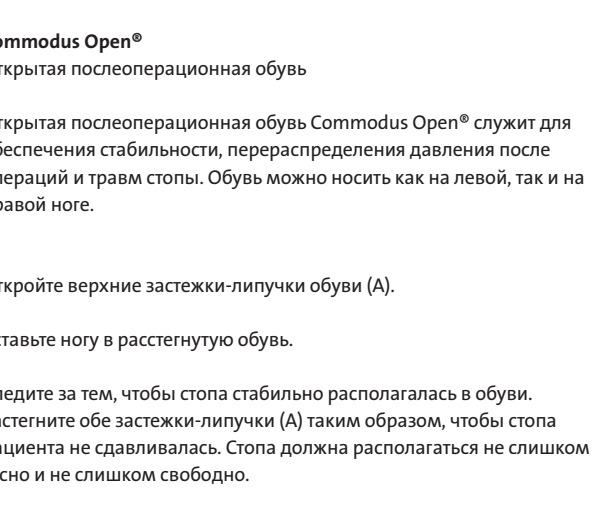 ommodus Open®
ткрытая послеоперационная обувь
ткрытая послеоперационная обувь Commodus Open® служит для
беспечения стабильности, перераспределения давления после
пераций и травм стопы. Обувь можно носить как на левой, так и на
равой ноге.
ткройте верхние застежки-липучки обуви (A).
ставьте ногу в расстегнутую обувь.
ледите за тем, чтобы стопа стабильно располагалась в обуви.
астегните обе застежки-липучки (A) таким образом, чтобы стопа
ациента не сдавливалась. Стопа должна располагаться не слишком
сно и не слишком свободно.